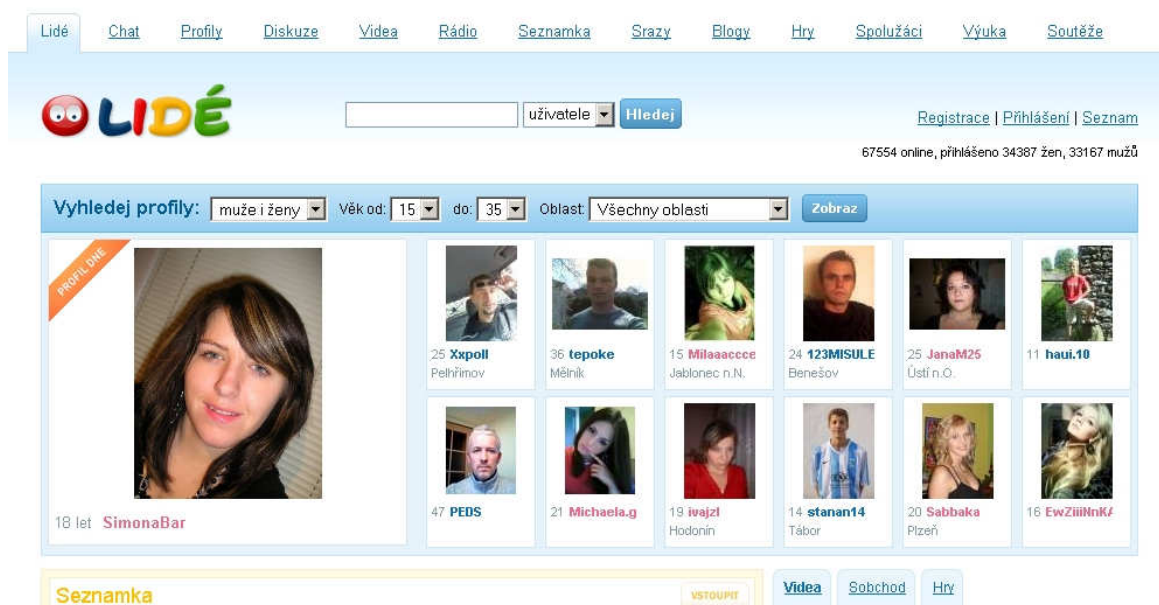 Lidé Chat Profily Diskuze Videa Rádio Seznamka Srazy Blogy Hry Spolužáci Výuka Soutěže
LIDÉ
uživatele Hledej
Registrace | Přihlášení | Seznam
67554 online, přihlášeno 34387 žen, 33167 mužů
Vyhledej profily: muže i ženy Věk od: 15 do: 35 Oblast: Všechny oblasti Zobraz
PROFIL DNE
18 let SimonaBar
25 Xxpoll
Pelhřimov
36 tepoke
Mělník
15 Milaaaccce
Jablonec n.N.
24 123MISULE
Benešov
25 JanaM25
Ústí n.O.
11 haui.10
47 PEDS
21 Michaela.g
19 ivajzl
Hodonín
14 stanan14
Tábor
20 Sabbaka
Plzeň
16 EwZiiiNnKA
Seznamka VSTOUPIT
Videa Sobchod Hry